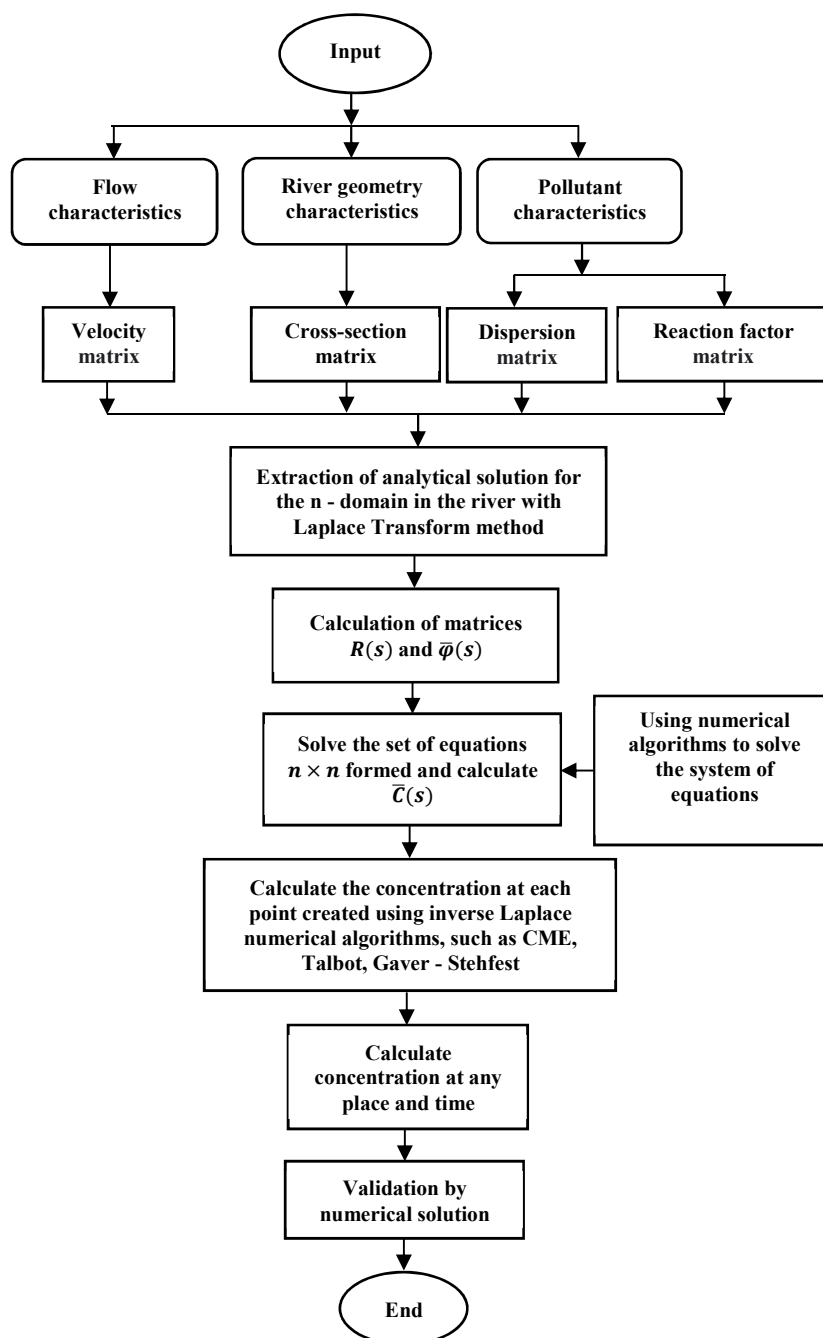 Input
Flow
characteristics
River geometry
characteristics
Pollutant
characteristics
Velocity
matrix
Cross-section
matrix
Dispersion
matrix
Reaction factor
matrix
Extraction of analytical solution for
the n - domain in the river with
Laplace Transform method
Calculation of matrices
R(s) and φ̅(s)
Solve the set of equations
n × n formed and calculate
C̅(s)
Using numerical
algorithms to solve
the system of
equations
Calculate the concentration at each
point created using inverse Laplace
numerical algorithms, such as CME,
Talbot, Gaver - Stehfest
Calculate
concentration at any
place and time
Validation by
numerical solution
End